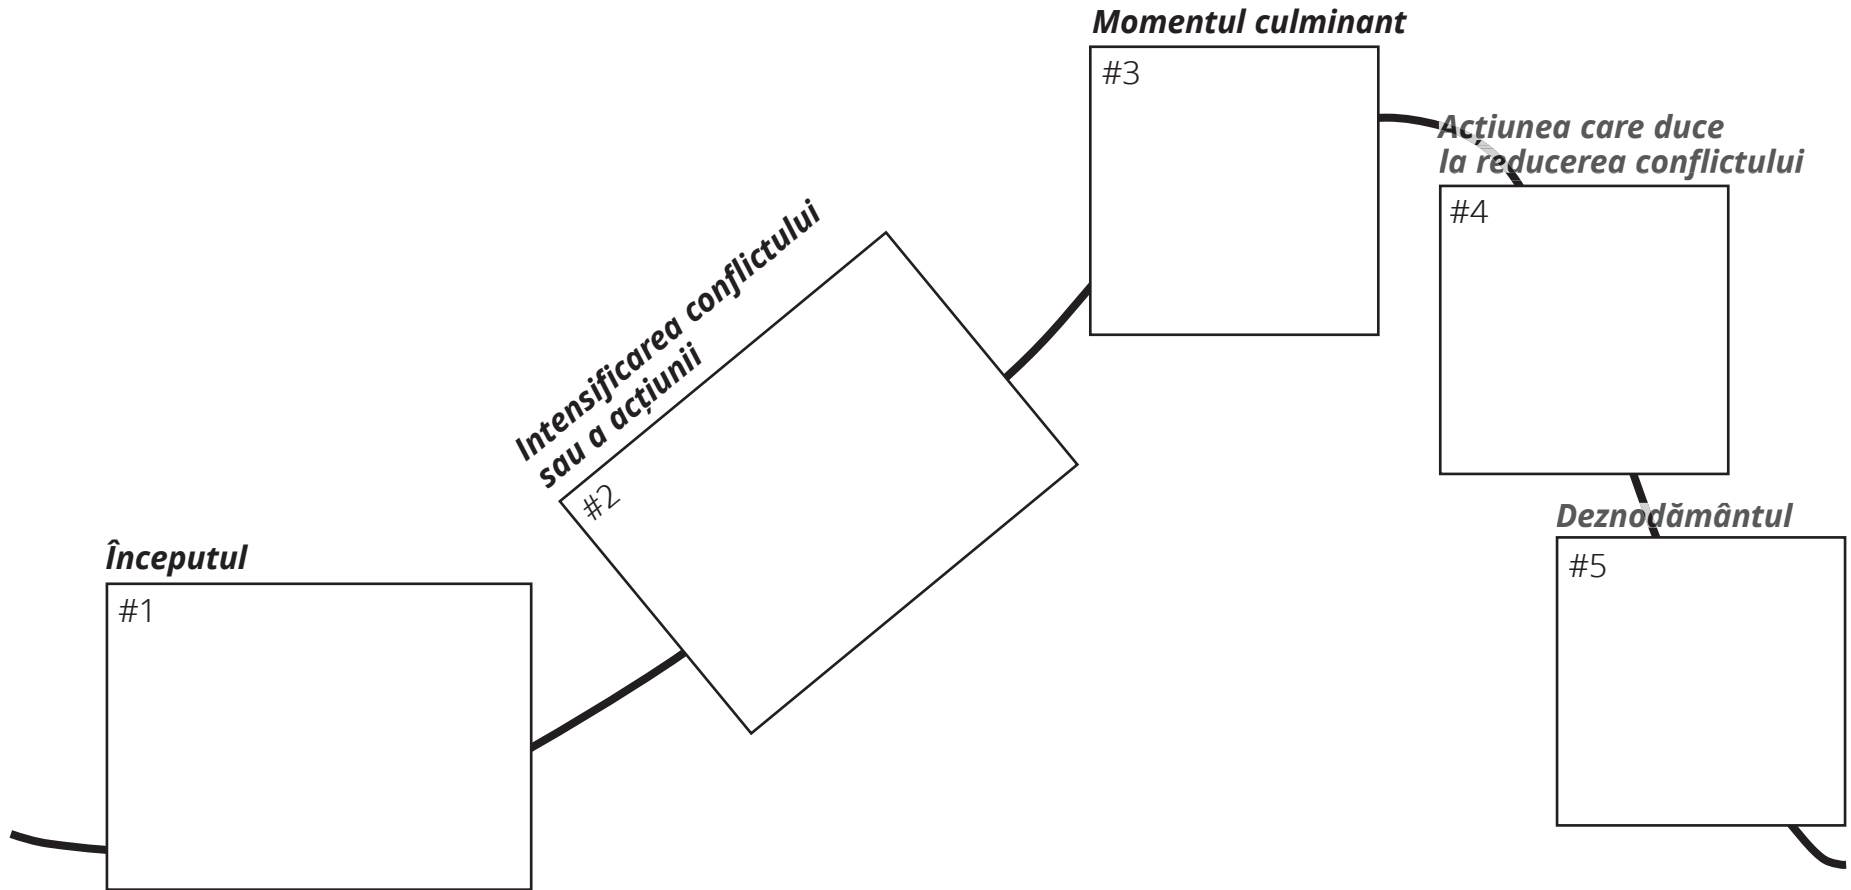 Începutul
#1
Intensificarea conflictului
sau a acțiunii
#2
Momentul culminant
#3
Acțiunea care duce
la reducerea conflictului
#4
Deznodământul
#5